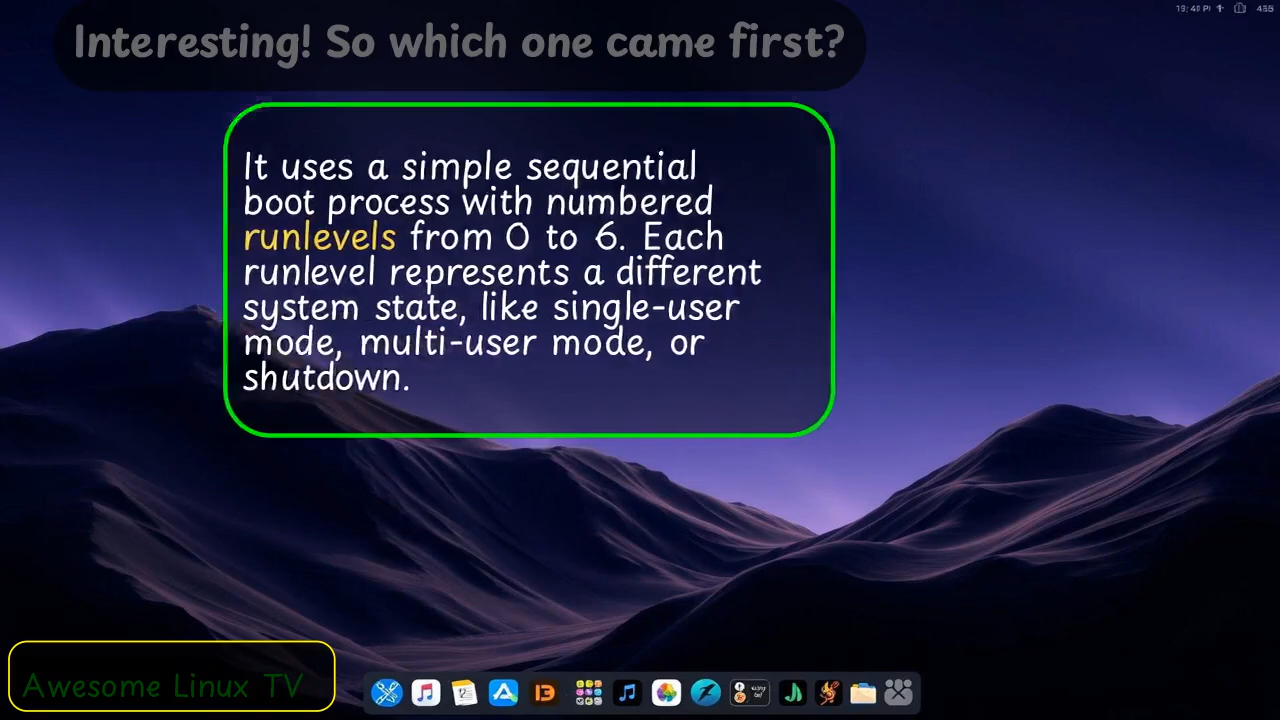 Interesting! So which one came first?
It uses a simple sequential
boot process with numbered
runlevels from 0 to 6. Each
runlevel represents a different
system state, like single-user
mode, multi-user mode, or
shutdown.
Awesome Linux TV